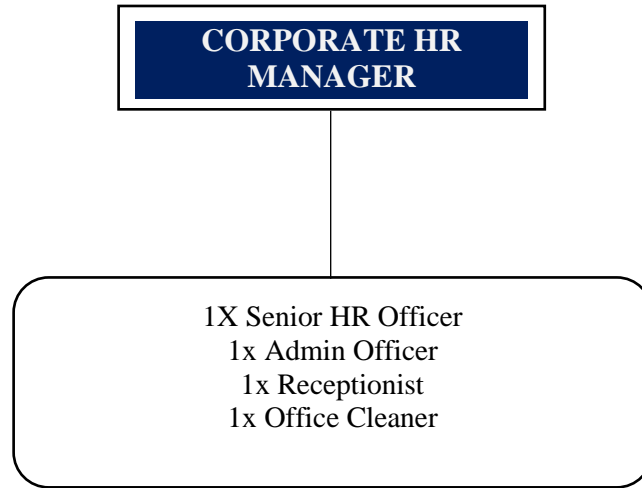 CORPORATE HR
MANAGER
1X Senior HR Officer
1x Admin Officer
1x Receptionist
1x Office Cleaner